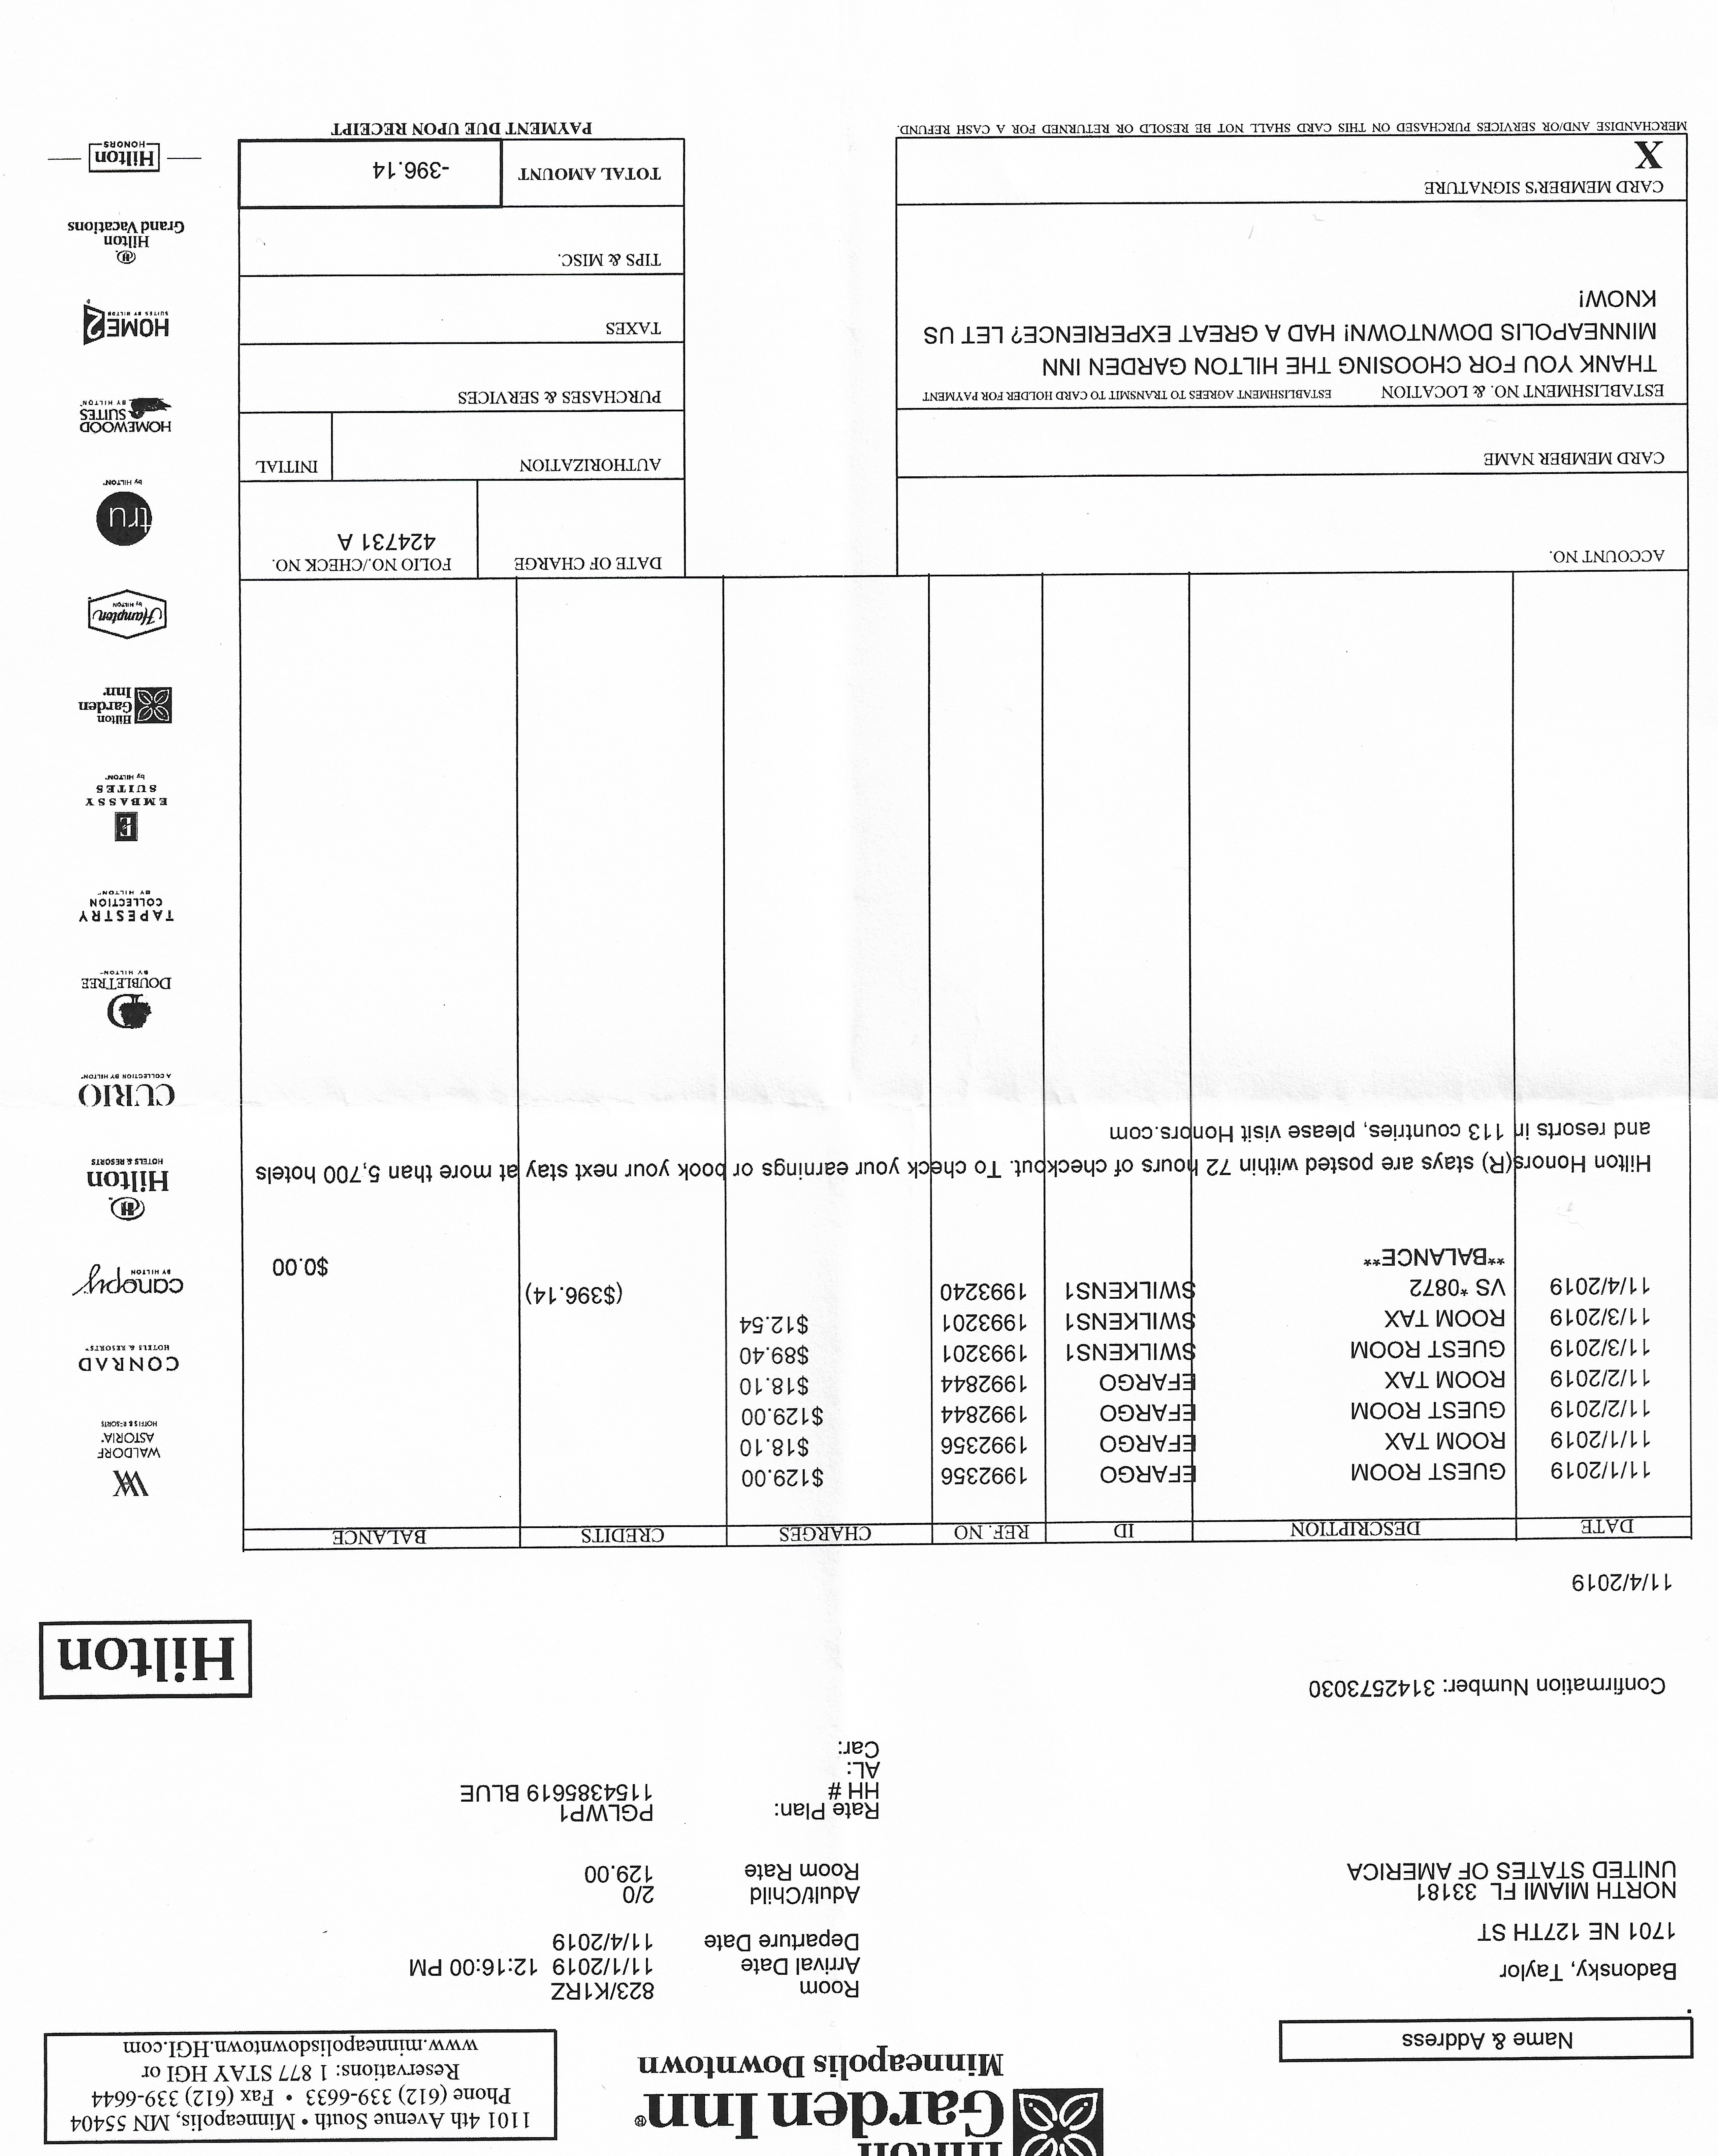 Hilton
Garden Inn®
Minneapolis Downtown
1101 4th Avenue South • Minneapolis, MN 55404
Phone (612) 339-6633 • Fax (612) 339-6644
Reservations: 1 877 STAY HGI or
www.minneapolisdowntown.HGI.com
Name & Address
Badonsky, Taylor
1701 NE 127TH ST
NORTH MIAMI FL 33181
UNITED STATES OF AMERICA
Room 823/K1RZ
Arrival Date 11/1/2019 12:16:00 PM
Departure Date 11/4/2019
Adult/Child 2/0
Room Rate 129.00
Rate Plan: PGLWP1
HH # 1154385619 BLUE
AL:
Car:
Confirmation Number: 3142573030
Hilton
11/4/2019
DATE DESCRIPTION ID REF. NO CHARGES CREDITS BALANCE
11/1/2019 GUEST ROOM EFARGO 1992356 $129.00
11/1/2019 ROOM TAX EFARGO 1992356 $18.10
11/2/2019 GUEST ROOM EFARGO 1992844 $129.00
11/2/2019 ROOM TAX EFARGO 1992844 $18.10
11/3/2019 GUEST ROOM SWILKENS1 1993201 $89.40
11/3/2019 ROOM TAX SWILKENS1 1993201 $12.54
11/4/2019 VS *0872 SWILKENS1 1993240 ($396.14)
**BALANCE** $0.00
Hilton Honors(R) stays are posted within 72 hours of checkout. To check your earnings or book your next stay at more than 5,700 hotels
and resorts in 113 countries, please visit Honors.com
ACCOUNT NO.
CARD MEMBER NAME
ESTABLISHMENT NO. & LOCATION ESTABLISHMENT AGREES TO TRANSMIT TO CARD HOLDER FOR PAYMENT
THANK YOU FOR CHOOSING THE HILTON GARDEN INN
MINNEAPOLIS DOWNTOWN! HAD A GREAT EXPERIENCE? LET US
KNOW!
CARD MEMBER'S SIGNATURE
X
MERCHANDISE AND/OR SERVICES PURCHASED ON THIS CARD SHALL NOT BE RESOLD OR RETURNED FOR A CASH REFUND.
DATE OF CHARGE
FOLIO NO./CHECK NO.
424731 A
AUTHORIZATION
INITIAL
PURCHASES & SERVICES
TAXES
TIPS & MISC.
TOTAL AMOUNT
-396.14
PAYMENT DUE UPON RECEIPT
WALDORF
ASTORIA
HOTELS & RESORTS
CONRAD
HOTELS & RESORTS
canopy
BY HILTON
Hilton
HOTELS & RESORTS
CURIO
A COLLECTION BY HILTON
DOUBLETREE
BY HILTON
TAPESTRY
COLLECTION
BY HILTON
E
EMBASSY
SUITES
by HILTON
Hilton
Garden
Inn
Hampton
by HILTON
tru
by HILTON
HOMEWOOD
SUITES
BY HILTON
HOME2
SUITES BY HILTON
Hilton
Grand Vacations
Hilton
HONORS